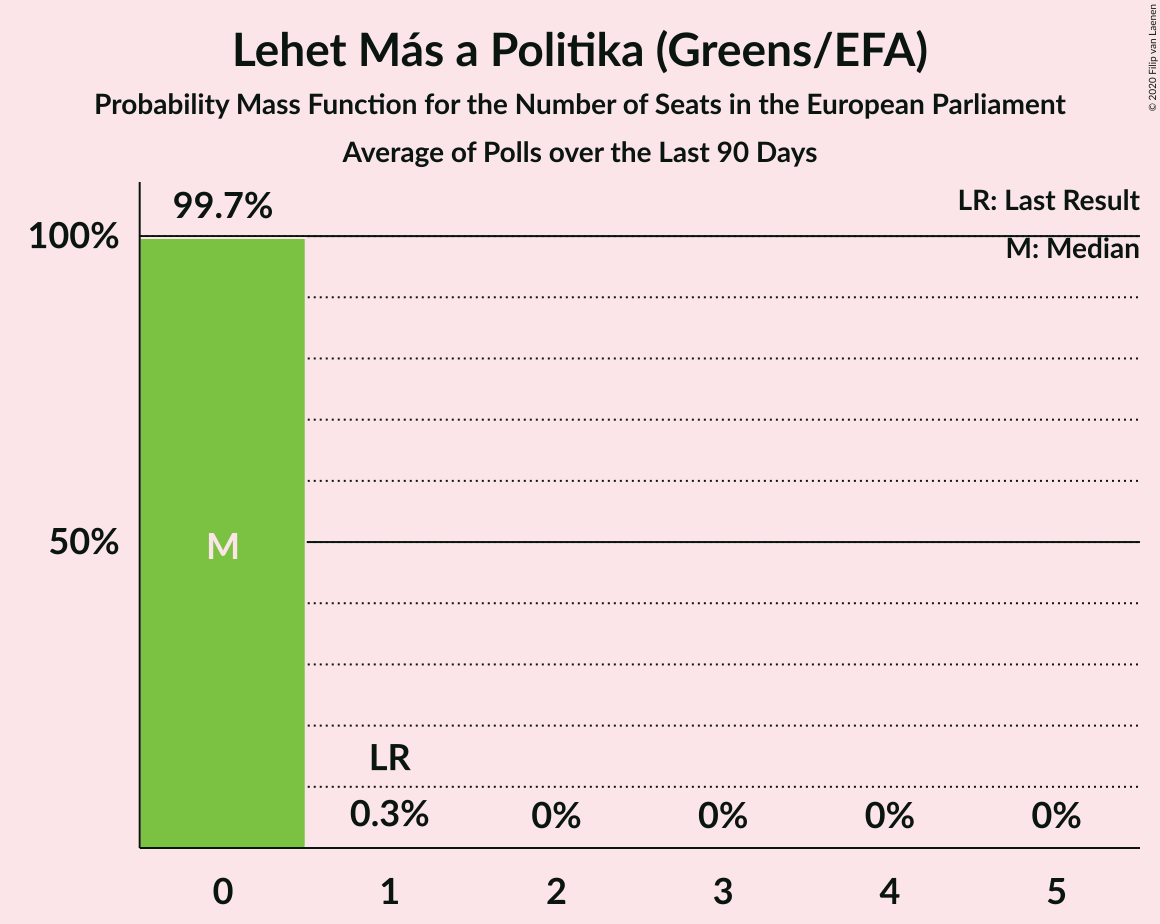 Lehet Más a Politika (Greens/EFA)
Probability Mass Function for the Number of Seats in the European Parliament
Average of Polls over the Last 90 Days
© 2020 Filip van Laenen
LR: Last Result
M: Median
99.7%
100%
50%
M
LR
0.3%
0%
0%
0%
0%
0
1
2
3
4
5